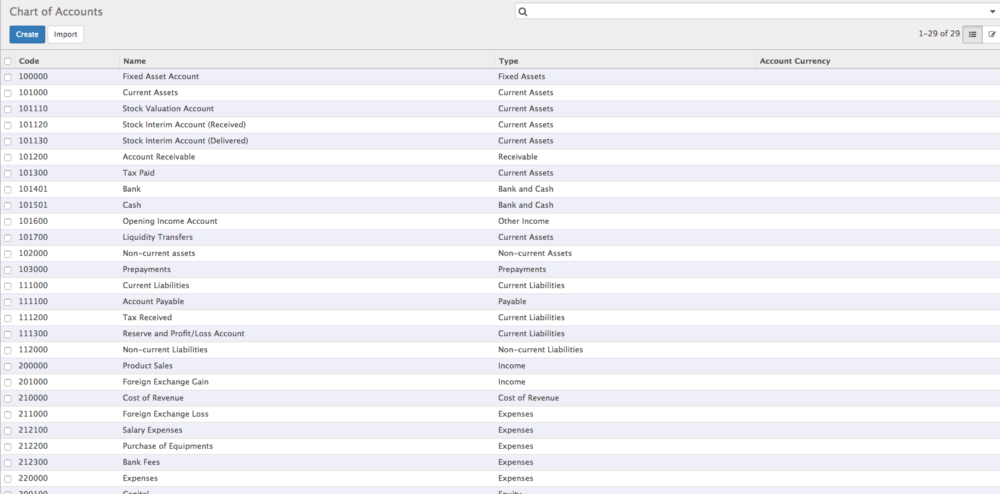 Chart of Accounts
Create Import 1-29 of 29
Code Name Type Account Currency
100000 Fixed Asset Account Fixed Assets
101000 Current Assets Current Assets
101110 Stock Valuation Account Current Assets
101120 Stock Interim Account (Received) Current Assets
101130 Stock Interim Account (Delivered) Current Assets
101200 Account Receivable Receivable
101300 Tax Paid Current Assets
101401 Bank Bank and Cash
101501 Cash Bank and Cash
101600 Opening Income Account Other Income
101700 Liquidity Transfers Current Assets
102000 Non-current assets Non-current Assets
103000 Prepayments Prepayments
111000 Current Liabilities Current Liabilities
111100 Account Payable Payable
111200 Tax Received Current Liabilities
111300 Reserve and Profit/Loss Account Current Liabilities
112000 Non-current Liabilities Non-current Liabilities
200000 Product Sales Income
201000 Foreign Exchange Gain Income
210000 Cost of Revenue Cost of Revenue
211000 Foreign Exchange Loss Expenses
212100 Salary Expenses Expenses
212200 Purchase of Equipments Expenses
212300 Bank Fees Expenses
220000 Expenses Expenses
300100 Capital Equity